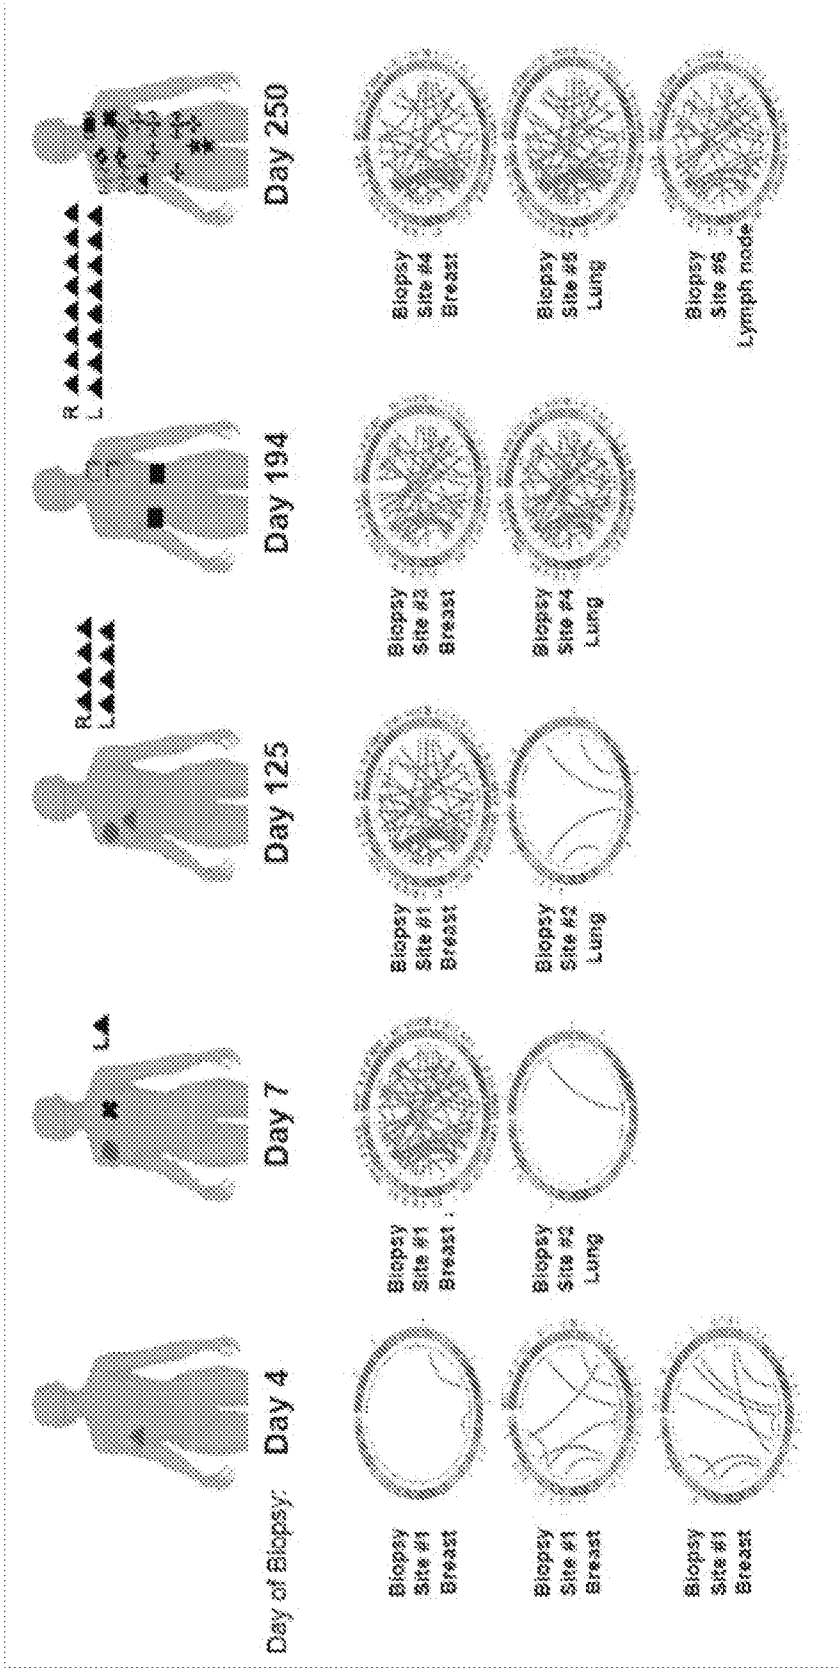 R
L
R
L
L
Day of Biopsy:
Day 4
Day 7
Day 125
Day 194
Day 250
Biopsy
Site #1
Breast
Biopsy
Site #1
Breast
Biopsy
Site #1
Breast
Biopsy
Site #1
Breast
Biopsy
Site #2
Lung
Biopsy
Site #1
Breast
Biopsy
Site #2
Lung
Biopsy
Site #3
Breast
Biopsy
Site #4
Lung
Biopsy
Site #4
Breast
Biopsy
Site #5
Lung
Biopsy
Site #6
Lymph node